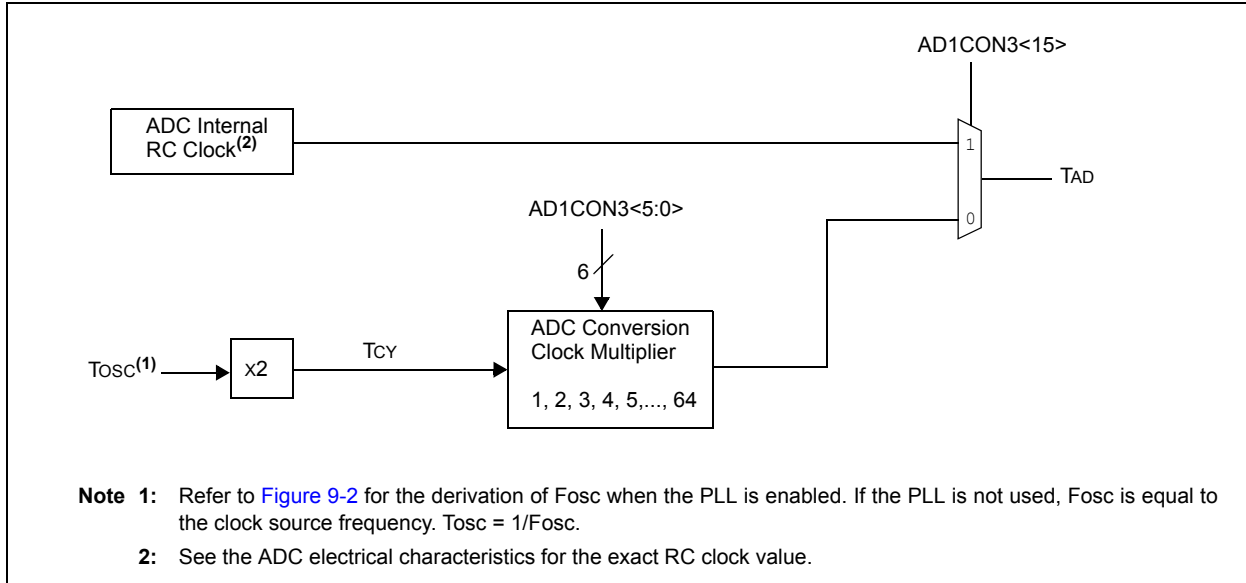 AD1CON3<15>
ADC Internal
RC Clock(2)
1
TAD
AD1CON3<5:0>
0
6
ADC Conversion
Clock Multiplier
TOSC(1)
X2
TCY
1, 2, 3, 4, 5,..., 64
Note 1: Refer to Figure 9-2 for the derivation of Fosc when the PLL is enabled. If the PLL is not used, Fosc is equal to
the clock source frequency. Tosc = 1/Fosc.
2: See the ADC electrical characteristics for the exact RC clock value.